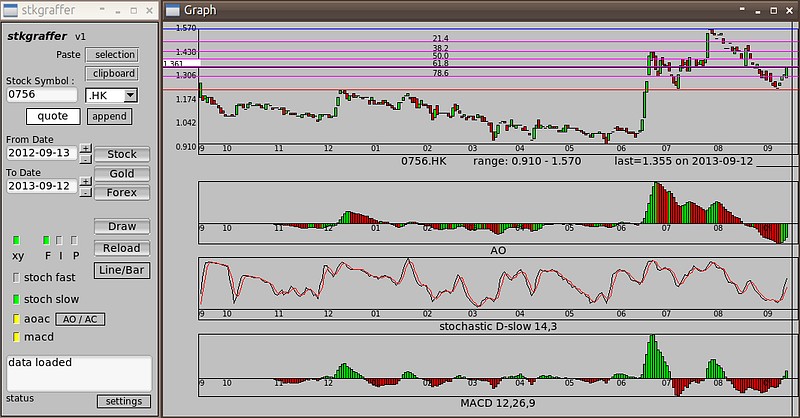 stkgraffer
stkgraffer v1
Paste selection
clipboard
Stock Symbol :
0756 .HK
quote append
From Date
2012-09-13 + -
Stock
Gold
To Date
2013-09-12 + -
Forex
Draw
Reload
Line/Bar
xy F I P
stoch fast
stoch slow
aoac AO / AC
macd
data loaded
status settings
Graph
1.570
1.430
1.361
1.306
1.174
1.042
0.910
21.4
38.2
50.0
61.8
78.6
9 10 11 12 01 02 03 04 05 06 07 08 09
0756.HK range: 0.910 - 1.570 last=1.355 on 2013-09-12
9 10 11 12 01 02 03 04 05 06 07 08 09
AO
9 10 11 12 01 02 03 04 05 06 07 08 09
stochastic D-slow 14,3
9 10 11 12 01 02 03 04 05 06 07 08 09
MACD 12,26,9